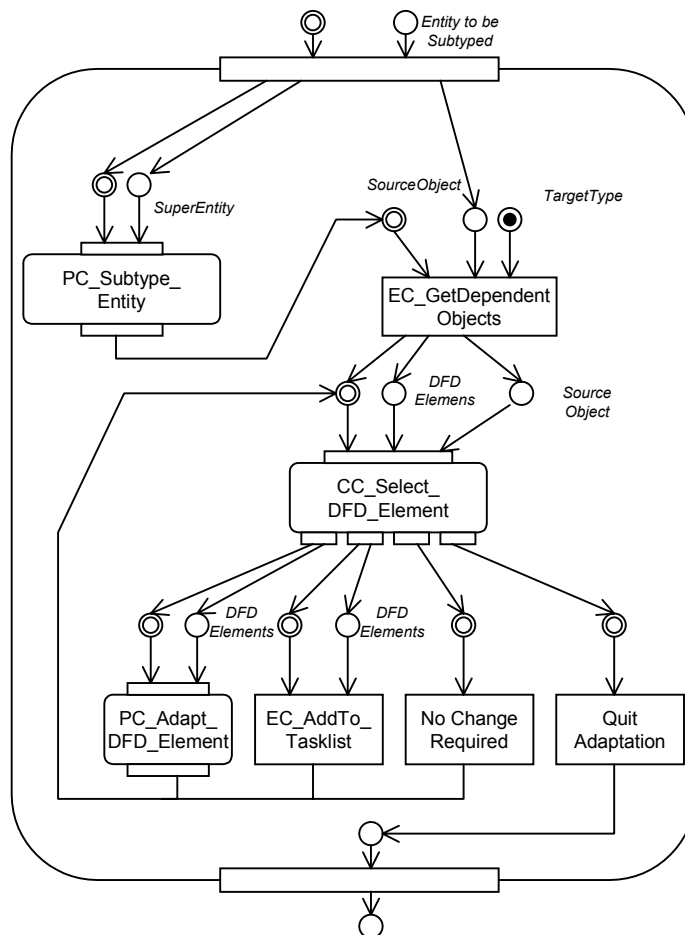 Entity to be
Subtyped
SourceObject
TargetType
SuperEntity
PC_Subtype_
Entity
EC_GetDependent
Objects
DFD
Elemens
Source
Object
CC_Select_
DFD_Element
DFD
Elements
DFD
Elements
PC_Adapt_
DFD_Element
EC_AddTo_
Tasklist
No Change
Required
Quit
Adaptation